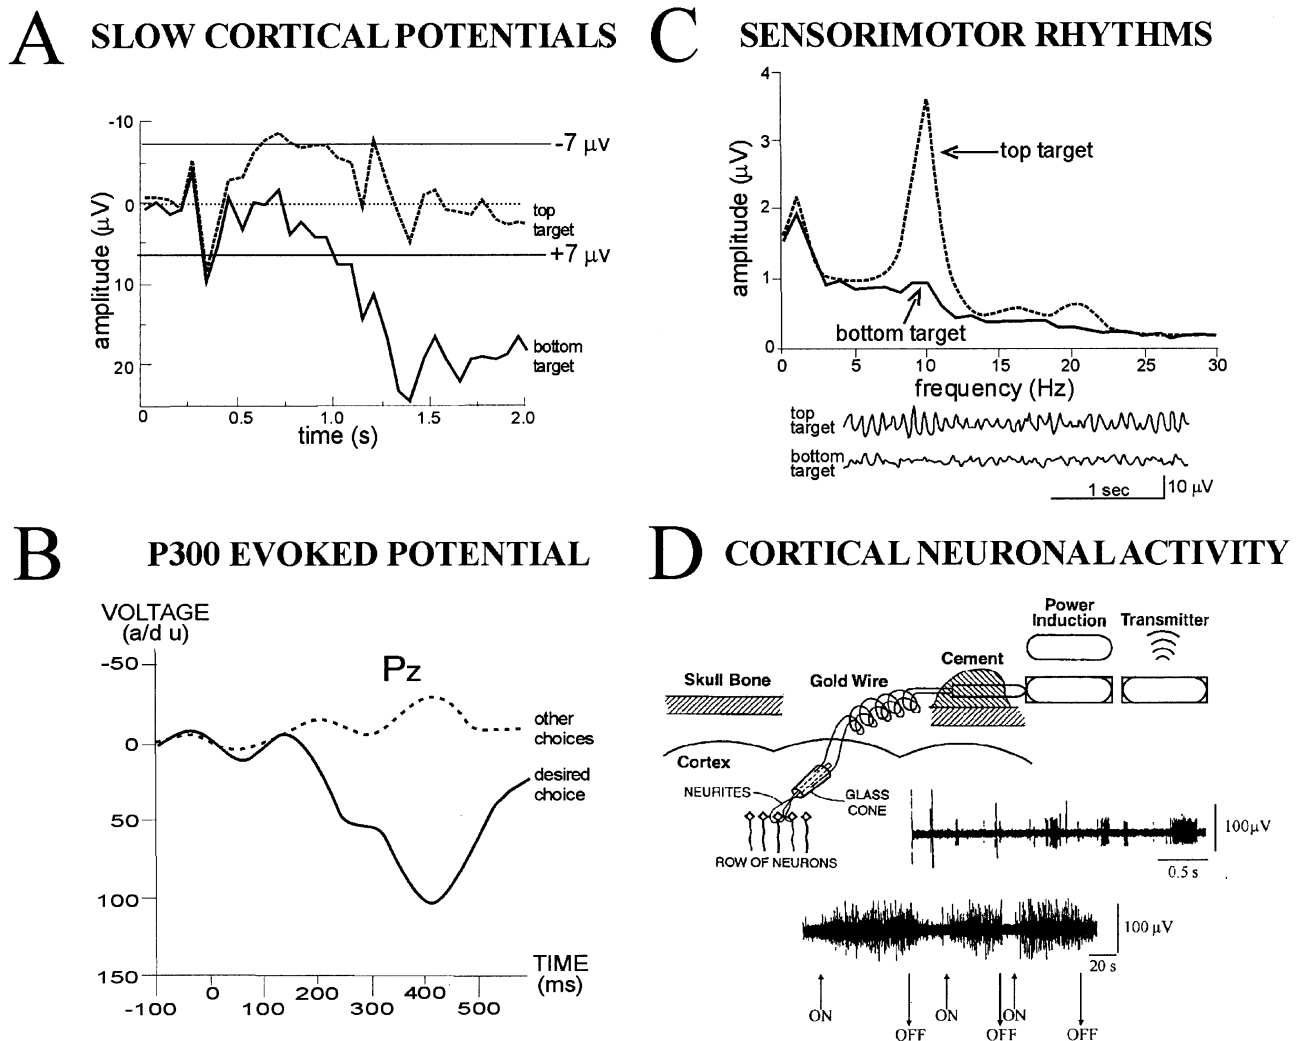 A SLOW CORTICAL POTENTIALS
-10
0
10
20
amplitude (μV)
-7 μv
+7 μv
top
target
bottom
target
0 0.5 1.0 1.5 2.0
time (s)
C SENSORIMOTOR RHYTHMS
4
3
2
1
0
amplitude (μV)
top target
bottom target
0 5 10 15 20 25 30
frequency (Hz)
top
target
bottom
target
1 sec
10 μV
B P300 EVOKED POTENTIAL
VOLTAGE
(a/d u)
-50
0
50
100
150
Pz
other
choices
desired
choice
TIME
(ms)
-100 0 100 200 300 400 500
D CORTICAL NEURONAL ACTIVITY
Power
Induction
Transmitter
Cement
Skull Bone
Gold Wire
Cortex
NEURITES
GLASS
CONE
ROW OF NEURONS
100μV
0.5 s
100 μV
20 s
ON ON ON
OFF OFF OFF